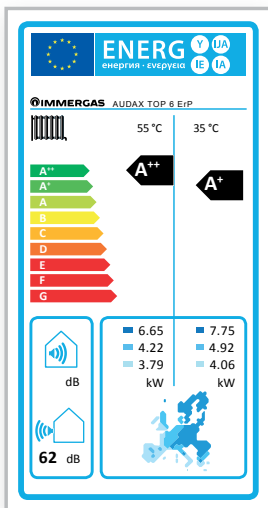 ENERG Y IJA
енергия · ενεργεια IE IA
IMMERGAS AUDAX TOP 6 ErP
55 °C 35 °C
A++ A++
A+ A+
A
B
C
D
E
F
G
6.65 7.75
4.22 4.92
3.79 4.06
dB kW kW
62 dB